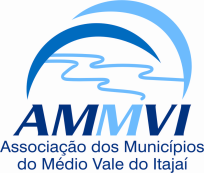 AMMVI
Associação dos Municípios
do Médio Vale do Itajaí